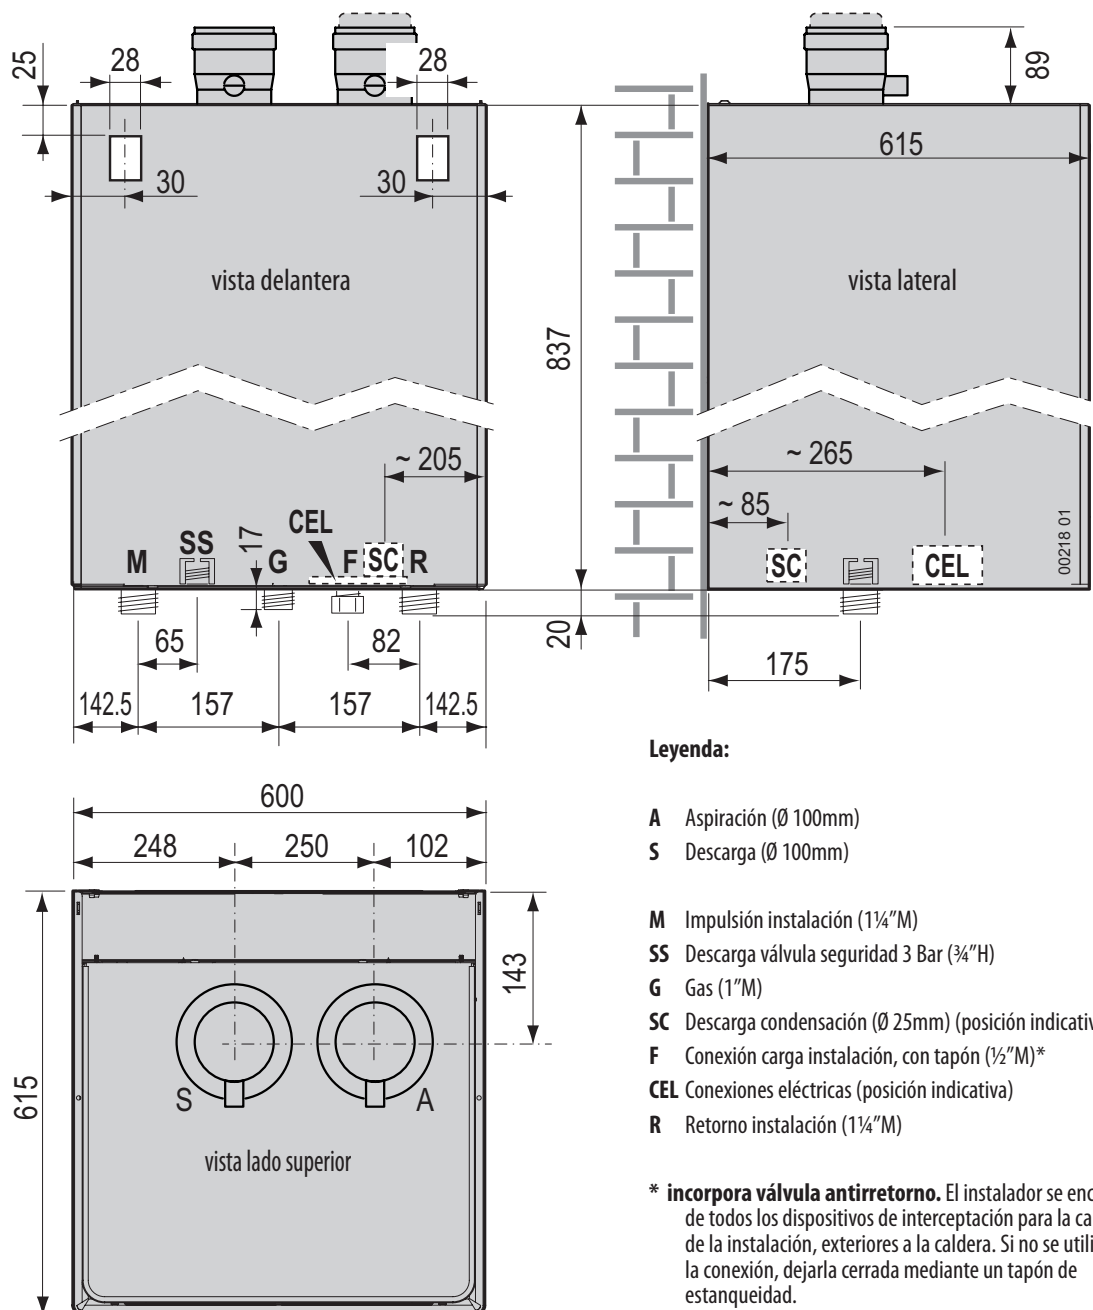 25
28
28
89
30
30
615
vista delantera
vista lateral
837
~ 205
~ 265
~ 85
M
SS
17
G
CEL
F
SC
R
SC
CEL
00218 01
20
65
82
175
142.5
157
157
142.5
600
248
250
102
143
615
S
A
vista lado superior
Leyenda:
A Aspiración (Ø 100mm)
S Descarga (Ø 100mm)
M Impulsión instalación (1¼”M)
SS Descarga válvula seguridad 3 Bar (¾”H)
G Gas (1”M)
SC Descarga condensación (Ø 25mm) (posición
F Conexión carga instalación, con tapón (½”M)*
CEL Conexiones eléctricas (posición indicativa)
R Retorno instalación (1¼”M)
* incorpora válvula antirretorno. El instalador se
de todos los dispositivos de interceptación para la
de la instalación, exteriores a la caldera. Si no se
la conexión, dejarla cerrada mediante un tapón de
estanqueidad.